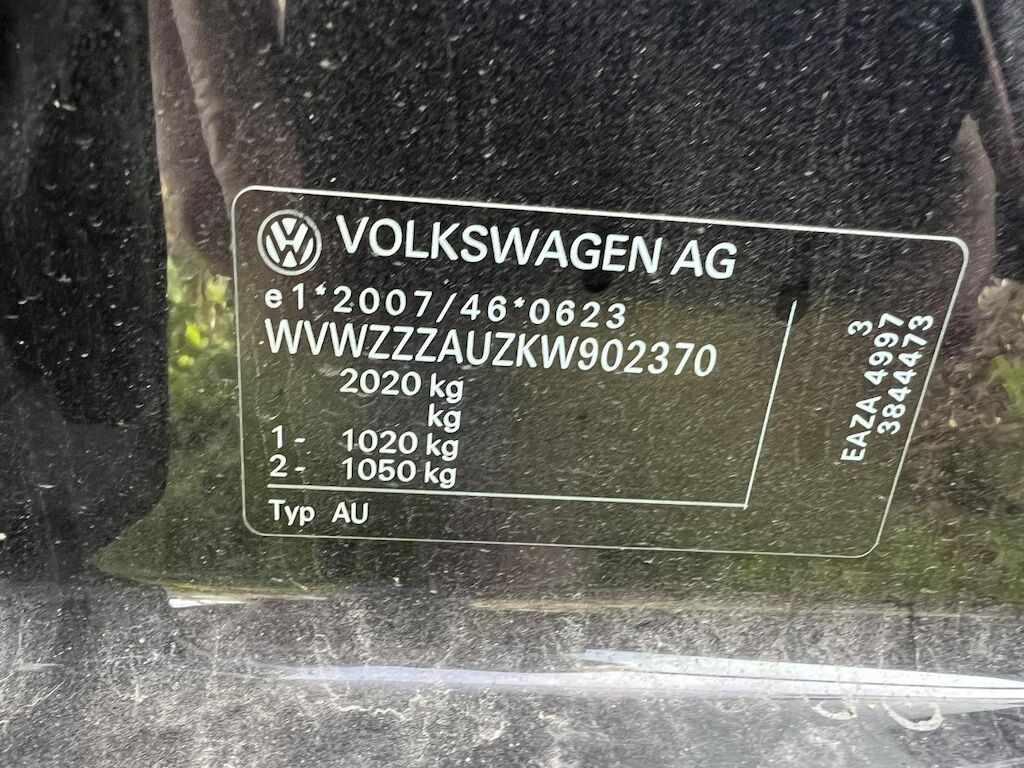 VOLKSWAGEN AG
e1*2007/46*0623
WVWZZZAUZKW902370
2020 kg
kg
1- 1020 kg
2- 1050 kg
Typ AU
EAZA 4997 3
3844473